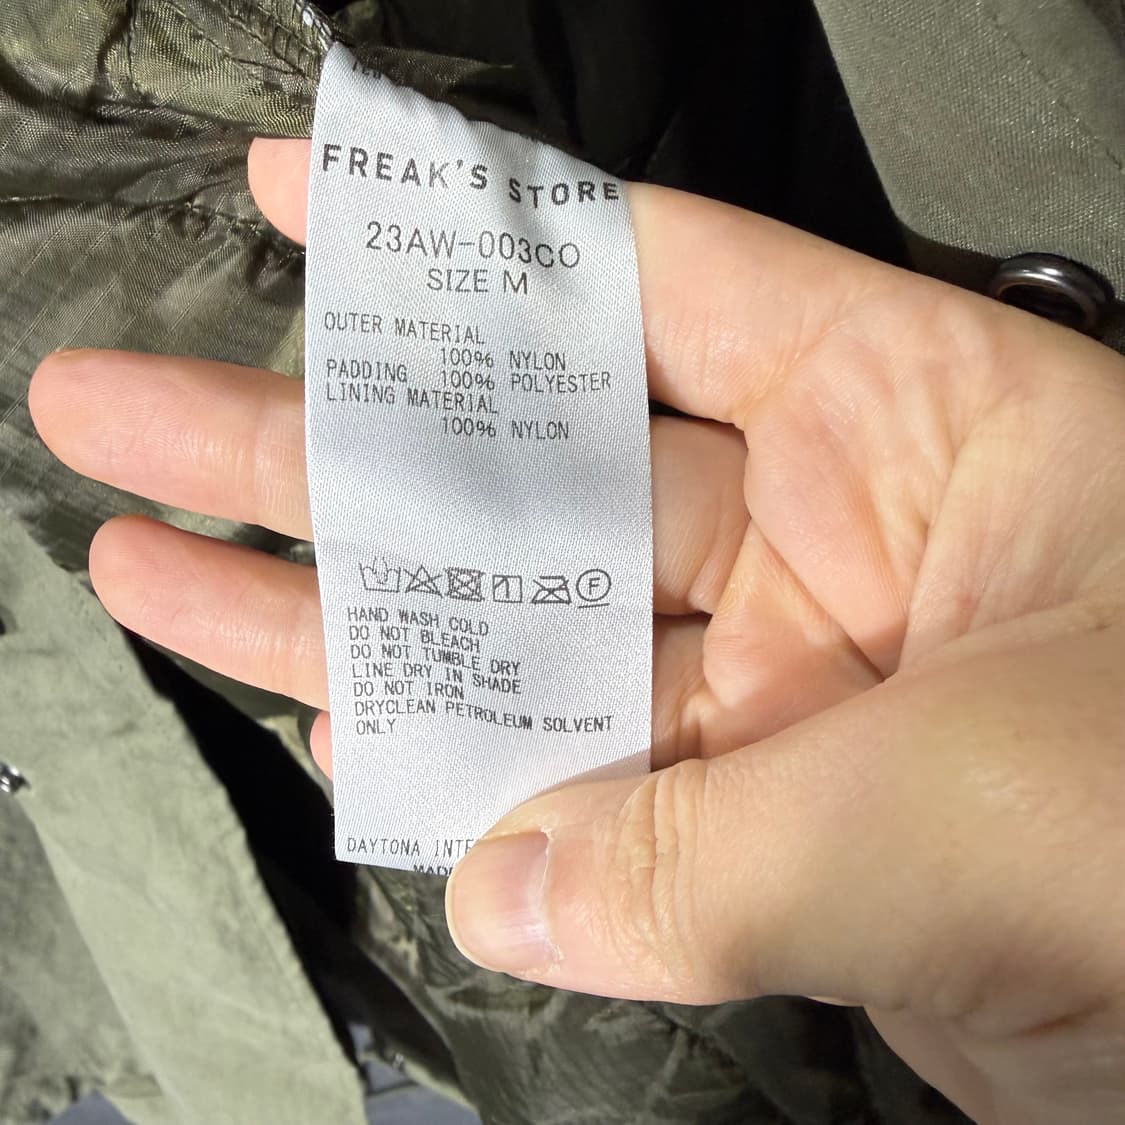 FREAK'S STORE
23AW-003CO
SIZE M
OUTER MATERIAL
100% NYLON
PADDING 100% POLYESTER
LINING MATERIAL
100% NYLON
F
HAND WASH COLD
DO NOT BLEACH
DO NOT TUMBLE DRY
LINE DRY IN SHADE
DO NOT IRON
DRYCLEAN PETROLEUM SOLVENT
ONLY
DAYTONA